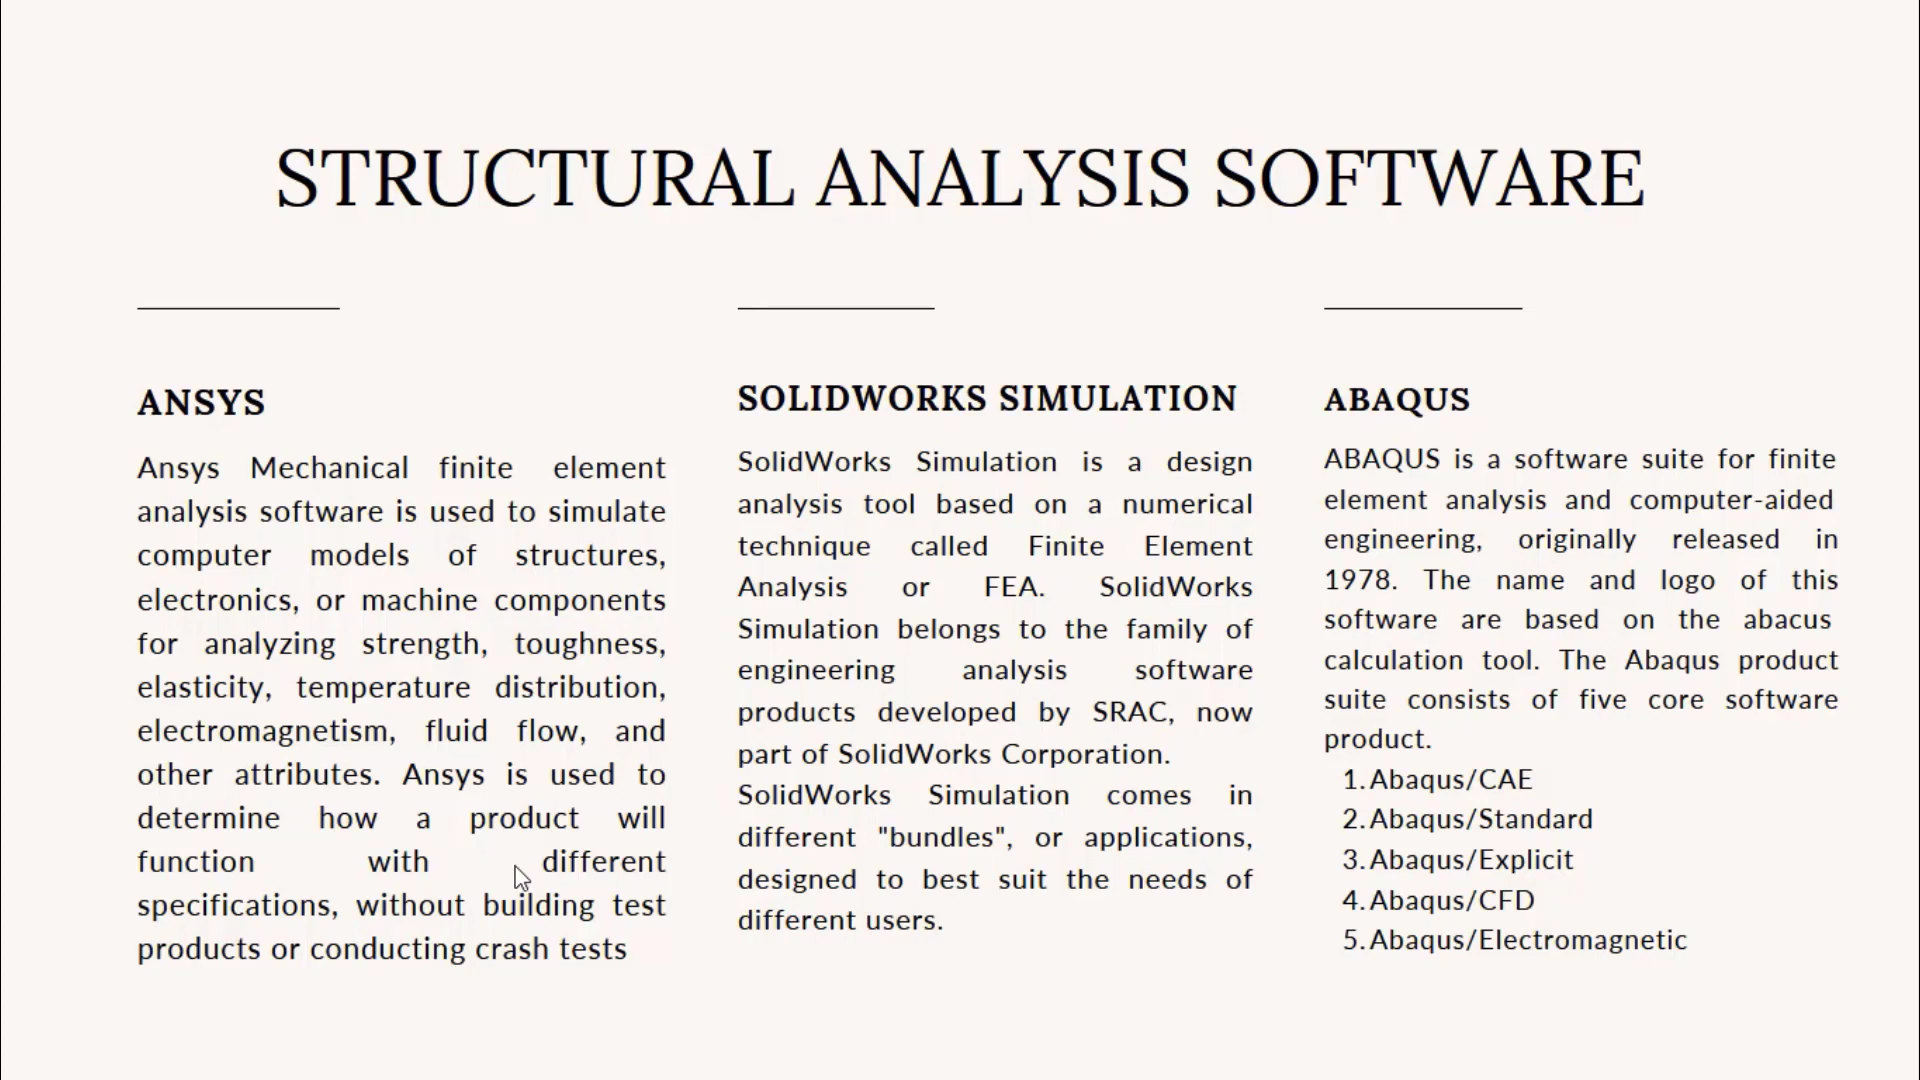 STRUCTURAL ANALYSIS SOFTWARE
ANSYS
Ansys Mechanical finite element
analysis software is used to simulate
computer models of structures,
electronics, or machine components
for analyzing strength, toughness,
elasticity, temperature distribution,
electromagnetism, fluid flow, and
other attributes. Ansys is used to
determine how a product will
function with different
specifications, without building test
products or conducting crash tests
SOLIDWORKS SIMULATION
SolidWorks Simulation is a design
analysis tool based on a numerical
technique called Finite Element
Analysis or FEA. SolidWorks
Simulation belongs to the family of
engineering analysis software
products developed by SRAC, now
part of SolidWorks Corporation.
SolidWorks Simulation comes in
different "bundles", or applications,
designed to best suit the needs of
different users.
ABAQUS
ABAQUS is a software suite for finite
element analysis and computer-aided
engineering, originally released in
1978. The name and logo of this
software are based on the abacus
calculation tool. The Abaqus product
suite consists of five core software
product.
1. Abaqus/CAE
2. Abaqus/Standard
3. Abaqus/Explicit
4. Abaqus/CFD
5. Abaqus/Electromagnetic